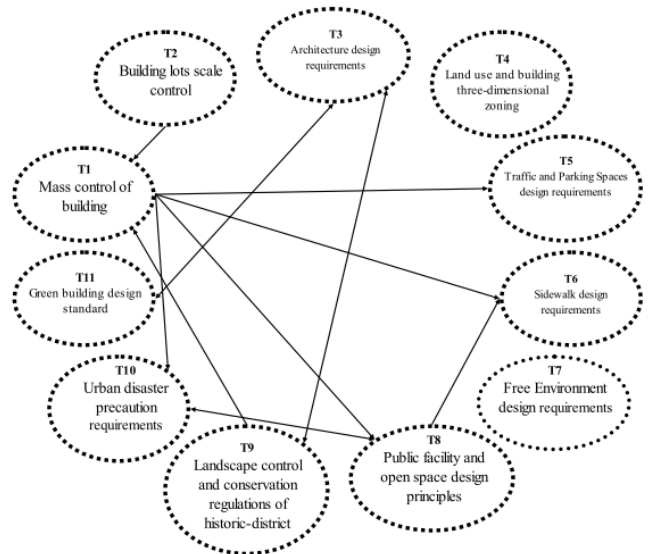 T2
Building lots scale
control
T3
Architecture design
requirements
T4
Land use and building
three-dimensional
zoning
T1
Mass control of
building
T5
Traffic and Parking Spaces
design requirements
T11
Green building design
standard
T6
Sidewalk design
requirements
T10
Urban disaster
precaution
requirements
T7
Free Environment
design requirements
T9
Landscape control
and conservation
regulations of
historic-district
T8
Public facility and
open space design
principles